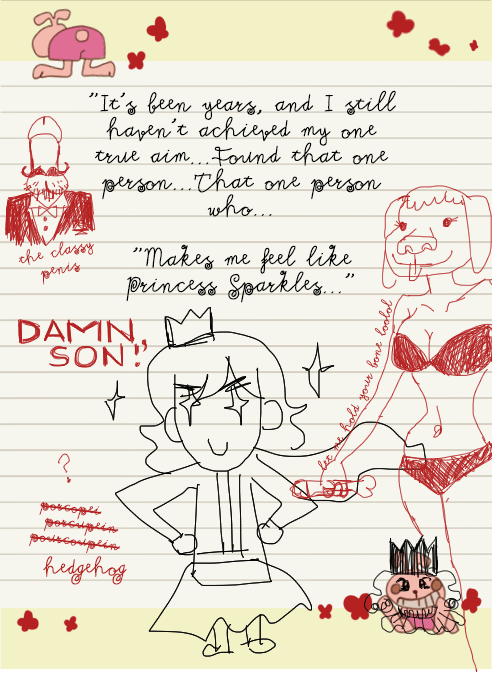 "It's been years, and I still
haven't achieved my one
true aim...Found that one
person...That one person
who...
"Makes me feel like
Princess Sparkles..."
the classy
penis
DAMN,
SON!"
let me hold your bone loolol
?
porcopei
porcupein
pourcoupein
hedgehog